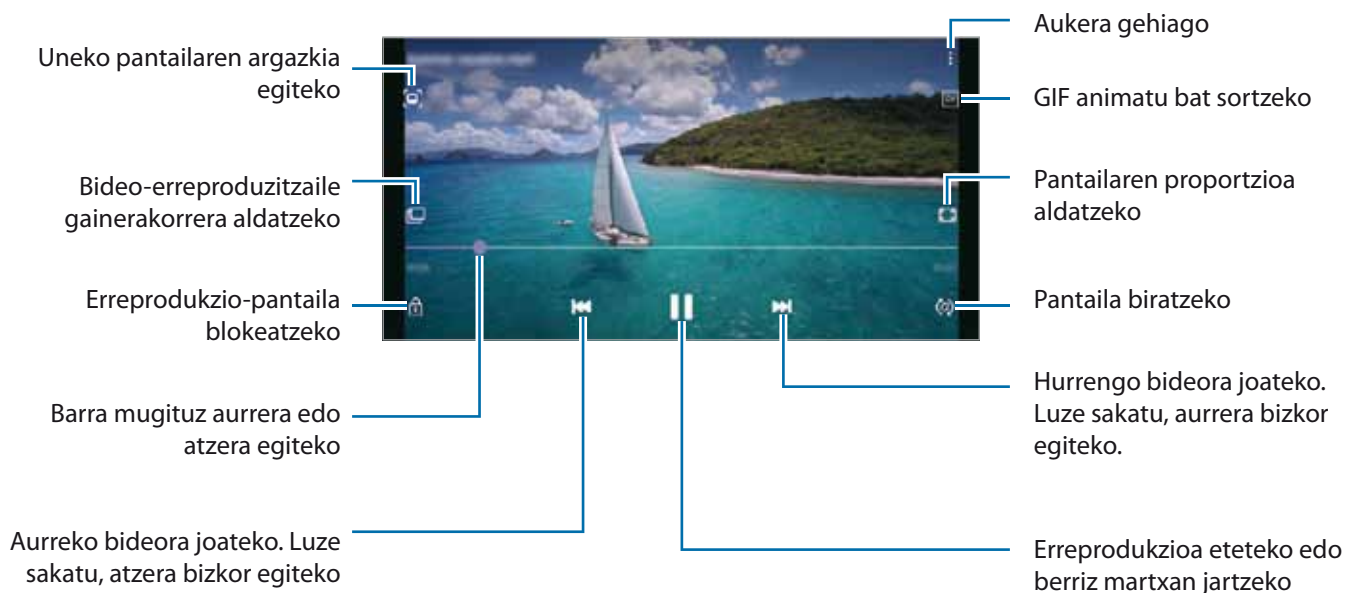 Uneko pantailaren argazkia
egiteko
Bideo-erreproduzitzaile
gainerakorrera aldatzeko
Erreprodukzio-pantaila
blokeatzeko
Barra mugituz aurrera edo
atzera egiteko
Aurreko bideora joateko. Luze
sakatu, atzera bizkor egiteko
Aukera gehiago
GIF animatu bat sortzeko
Pantailaren proportzioa
aldatzeko
Pantaila biratzeko
Hurrengo bideora joateko.
Luze sakatu, aurrera bizkor
egiteko.
Erreprodukzioa eteteko edo
berriz martxan jartzeko